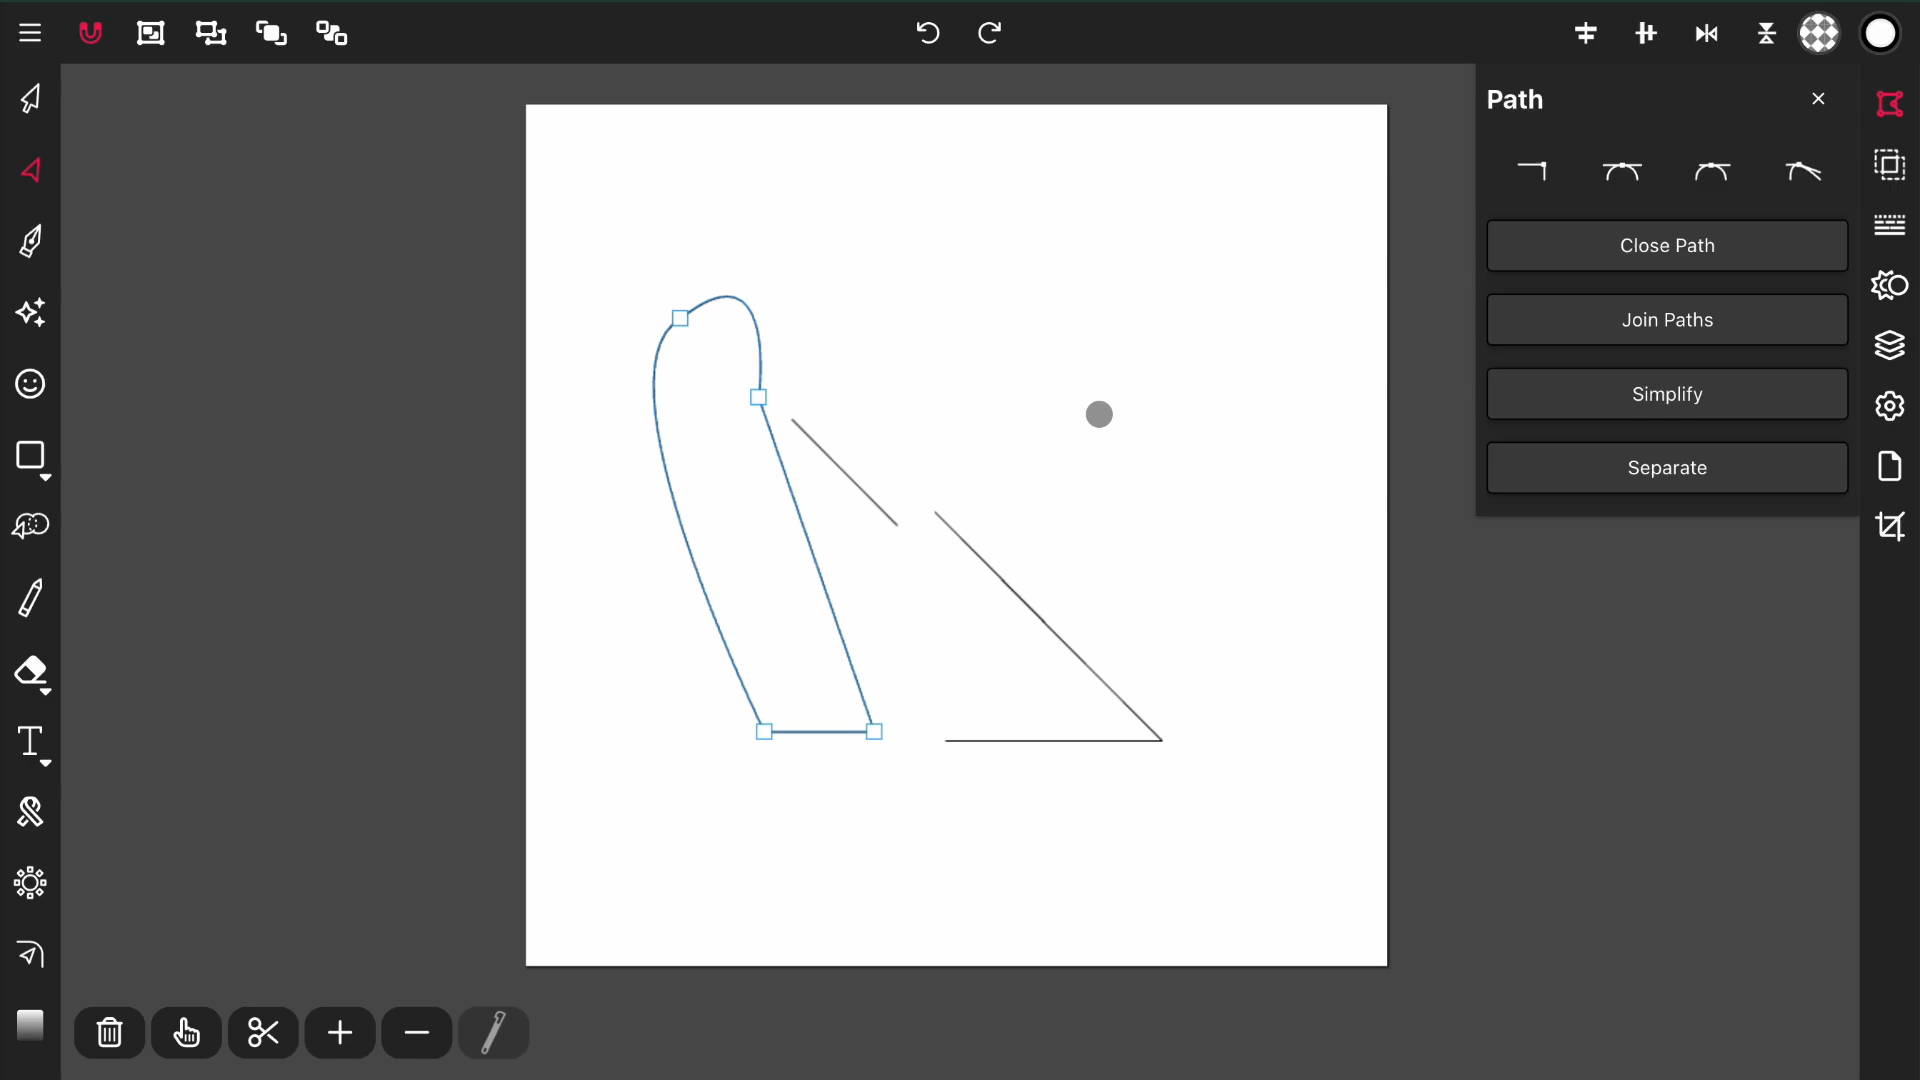 Path
Close Path
Join Paths
Simplify
Separate